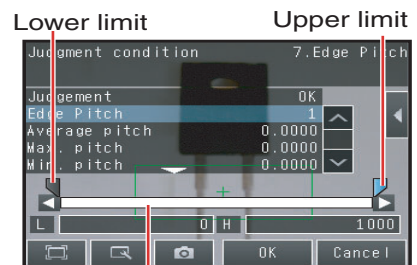 Lower limit Upper limit
Judgment condition 7.Edge Pitch
Judgement OK
Edge Pitch 1
Average pitch 0.0000
Max. pitch 0.0000
Min. pitch 0.0000
L 0 H 1000
OK Cancel